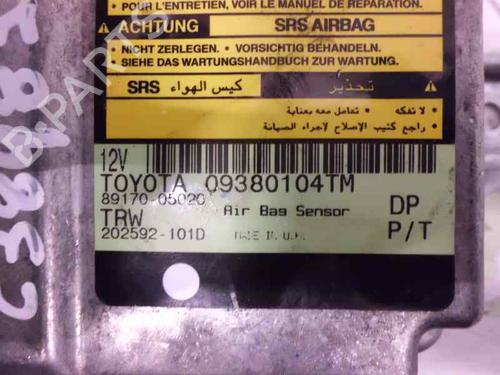 • POUR L'ENTRETIEN, VOIR LE MANUEL DE REPARATION.
ACHTUNG SRS AIRBAG
• NICHT ZERLEGEN. • VORSICHTIG BEHANDELN.
• SIEHE DAS WARTUNGSHANDBUCH ZUR WARTUNG.
SRS كيس الهواء تحذير
• لا تفكه • تعامل معه بعناية
• راجع كتيب الإصلاح لاجراء الصيانة
12V
TOYOTA 09380104TM
89170-05020
Air Bag Sensor DP
TRW
202592-101D MADE IN U.K. P/T
B-PARTS